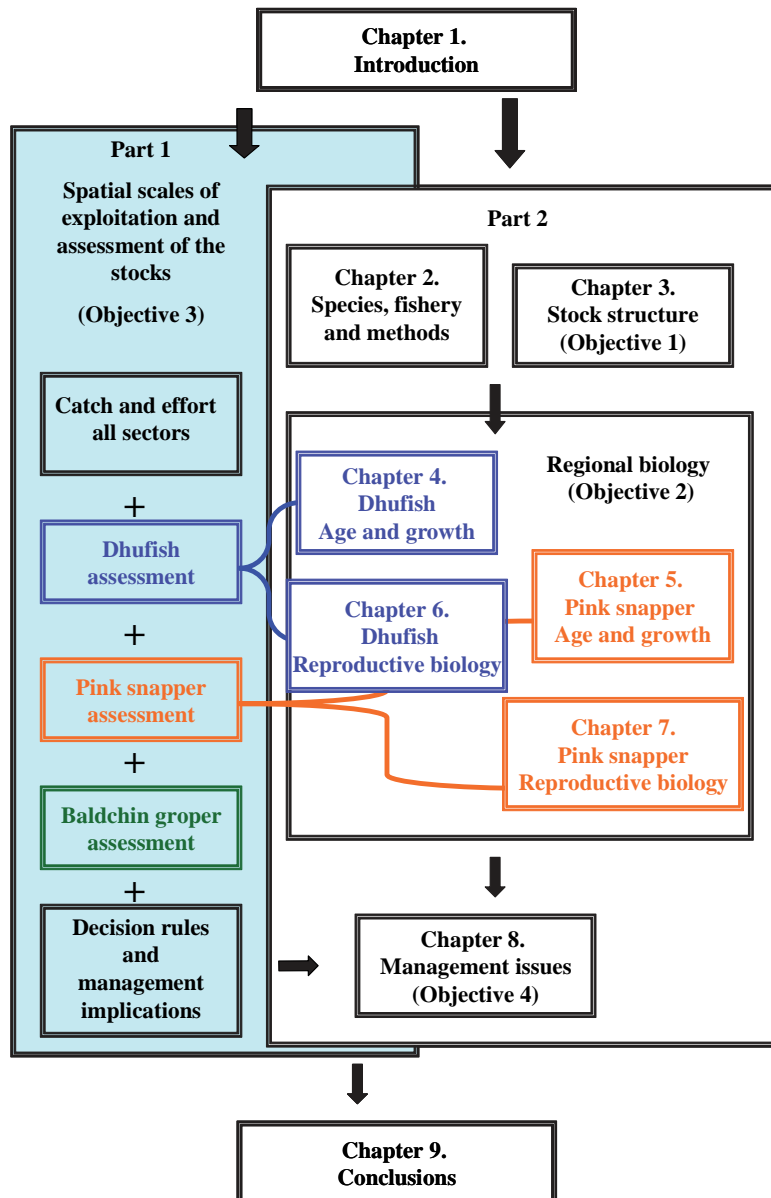 Chapter 1.
Introduction
Part 1
Spatial scales of
exploitation and
assessment of the
stocks
(Objective 3)
Catch and effort
all sectors
+
Dhufish
assessment
+
Pink snapper
assessment
+
Baldchin groper
assessment
+
Decision rules
and
management
implications
Part 2
Chapter 2.
Species, fishery
and methods
Chapter 3.
Stock structure
(Objective 1)
Regional biology
(Objective 2)
Chapter 4.
Dhufish
Age and growth
Chapter 5.
Pink snapper
Age and growth
Chapter 6.
Dhufish
Reproductive biology
Chapter 7.
Pink snapper
Reproductive biology
Chapter 8.
Management issues
(Objective 4)
Chapter 9.
Conclusions